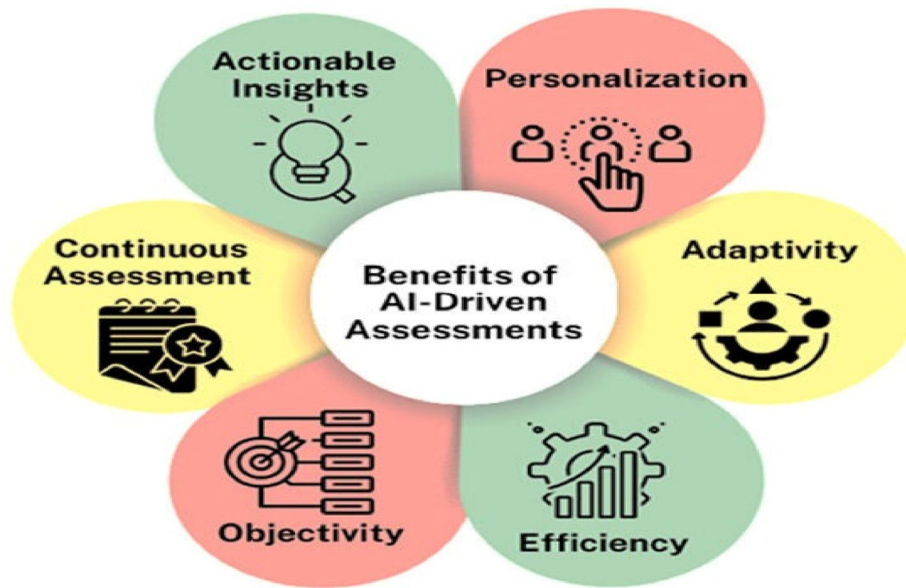 Actionable
Insights
Personalization
Continuous
Assessment
Benefits of
AI-Driven
Assessments
Adaptivity
Objectivity
Efficiency